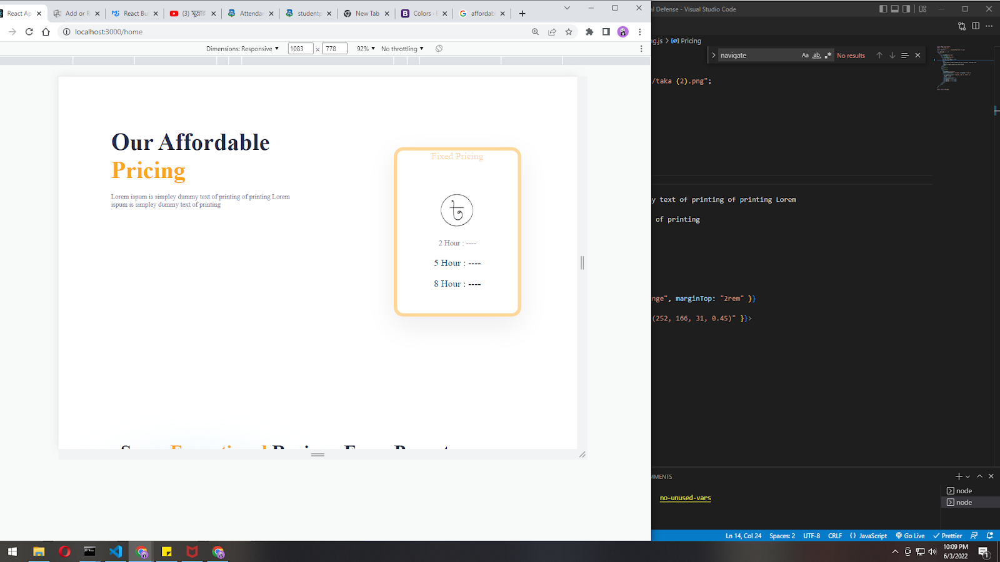 React Ap
Add or R
React Bu
(3)
Attendan
studentp
New Tab
Colors - E
affordab
al Defense - Visual Studio Code
localhost:3000/home
Dimensions: Responsive
1083 x 778
92%
No throttling
ng.js > Pricing
navigate
Aa
ab
No results
/taka (2).png";
Our Affordable
Pricing
Lorem ispum is simpley dummy text of printing of printing Lorem
ispum is simpley dummy text of printing
Fixed Pricing
৳
2 Hour : ----
5 Hour : ----
8 Hour : ----
y text of printing of printing Lorem
of printing
nge", marginTop: "2rem" }}
(252, 166, 31, 0.45)" }}>
MMENTS
no-unused-vars
node
node
Ln 14, Col 24
Spaces: 2
UTF-8
CRLF
{} JavaScript
Go Live
Prettier
10:09 PM
6/3/2022
1